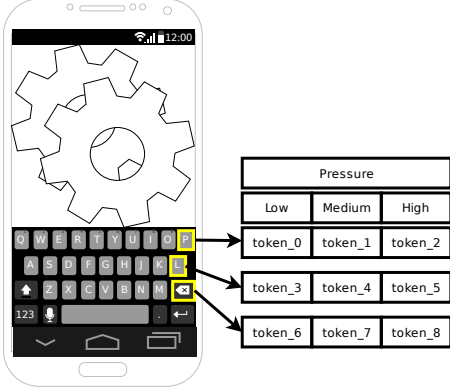 12:00
Pressure
Low Medium High
Q W E R T Y U I O P
token_0 token_1 token_2
A S D F G H J K L
token_3 token_4 token_5
Z X C V B N M
123 .
token_6 token_7 token_8